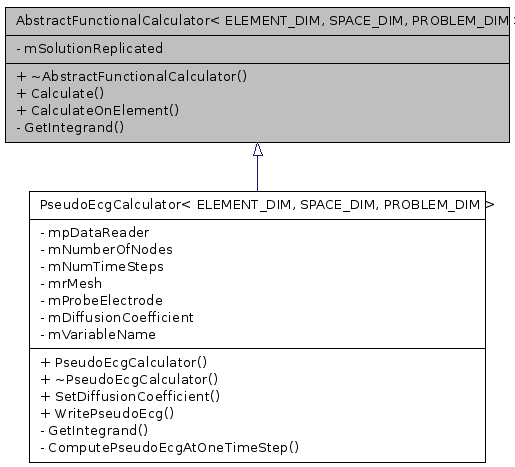 AbstractFunctionalCalculator< ELEMENT_DIM, SPACE_DIM, PROBLEM_DIM >
- mSolutionReplicated
+ ~AbstractFunctionalCalculator()
+ Calculate()
+ CalculateOnElement()
- GetIntegrand()
PseudoEcgCalculator< ELEMENT_DIM, SPACE_DIM, PROBLEM_DIM >
- mpDataReader
- mNumberOfNodes
- mNumTimeSteps
- mrMesh
- mProbeElectrode
- mDiffusionCoefficient
- mVariableName
+ PseudoEcgCalculator()
+ ~PseudoEcgCalculator()
+ SetDiffusionCoefficient()
+ WritePseudoEcg()
- GetIntegrand()
- ComputePseudoEcgAtOneTimeStep()